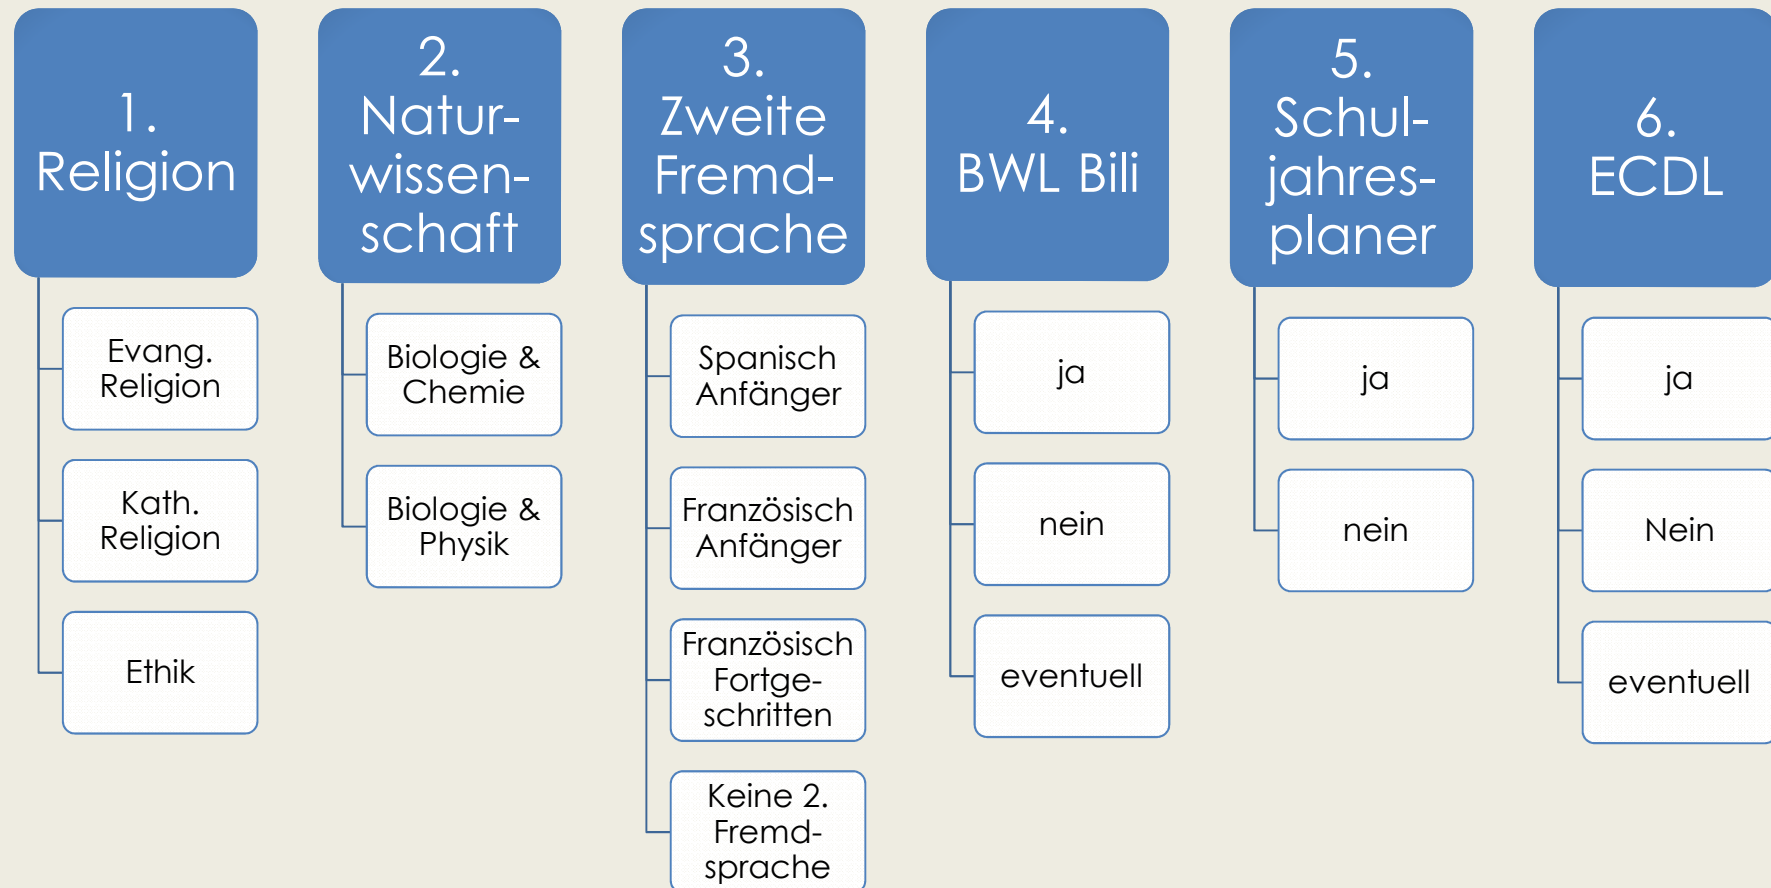 1.
Religion
Evang.
Religion
Kath.
Religion
Ethik
2.
Natur-
wissen-
schaft
Biologie &
Chemie
Biologie &
Physik
3.
Zweite
Fremd-
sprache
Spanisch
Anfänger
Französisch
Anfänger
Französisch
Fortge-
schritten
Keine 2.
Fremd-
sprache
4.
BWL Bili
ja
nein
eventuell
5.
Schul-
jahres-
planer
ja
nein
6.
ECDL
ja
Nein
eventuell